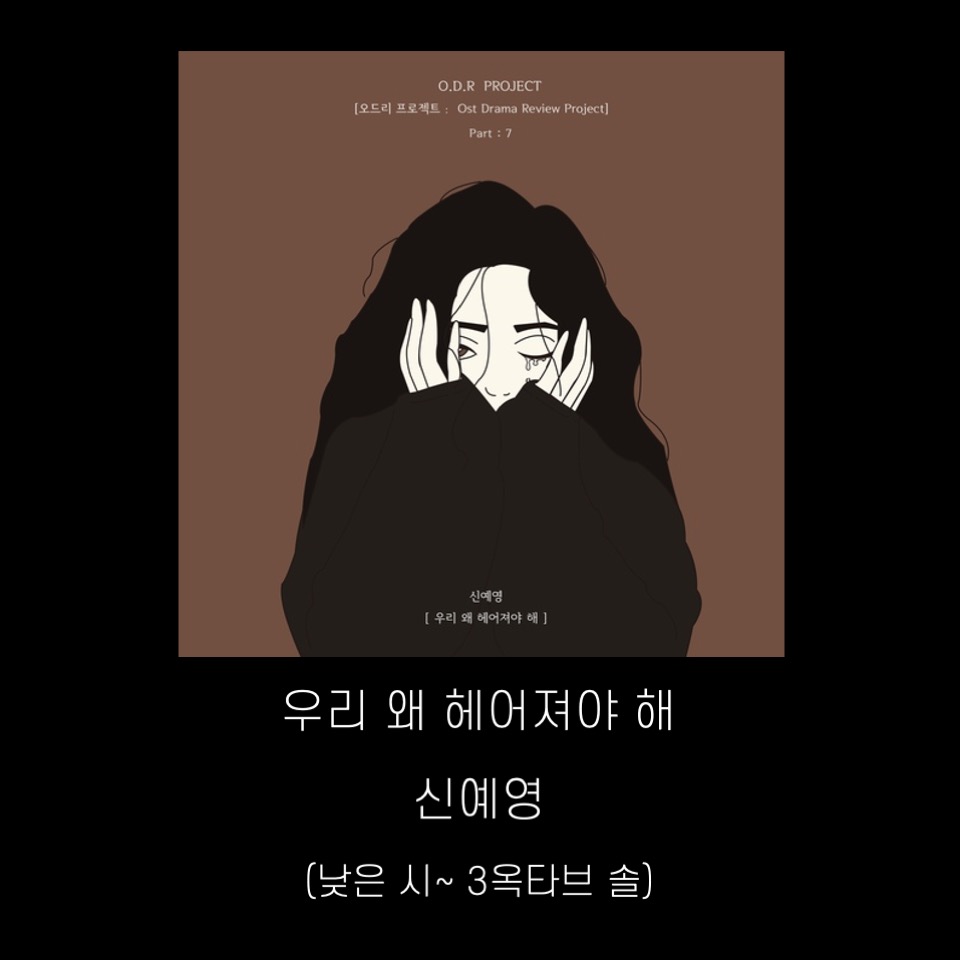 O.D.R PROJECT
[오드리 프로젝트 : Ost Drama Review Project]
Part : 7
신예영
[ 우리 왜 헤어져야 해 ]
우리 왜 헤어져야 해
신예영
(낮은 시~ 3옥타브 솔)